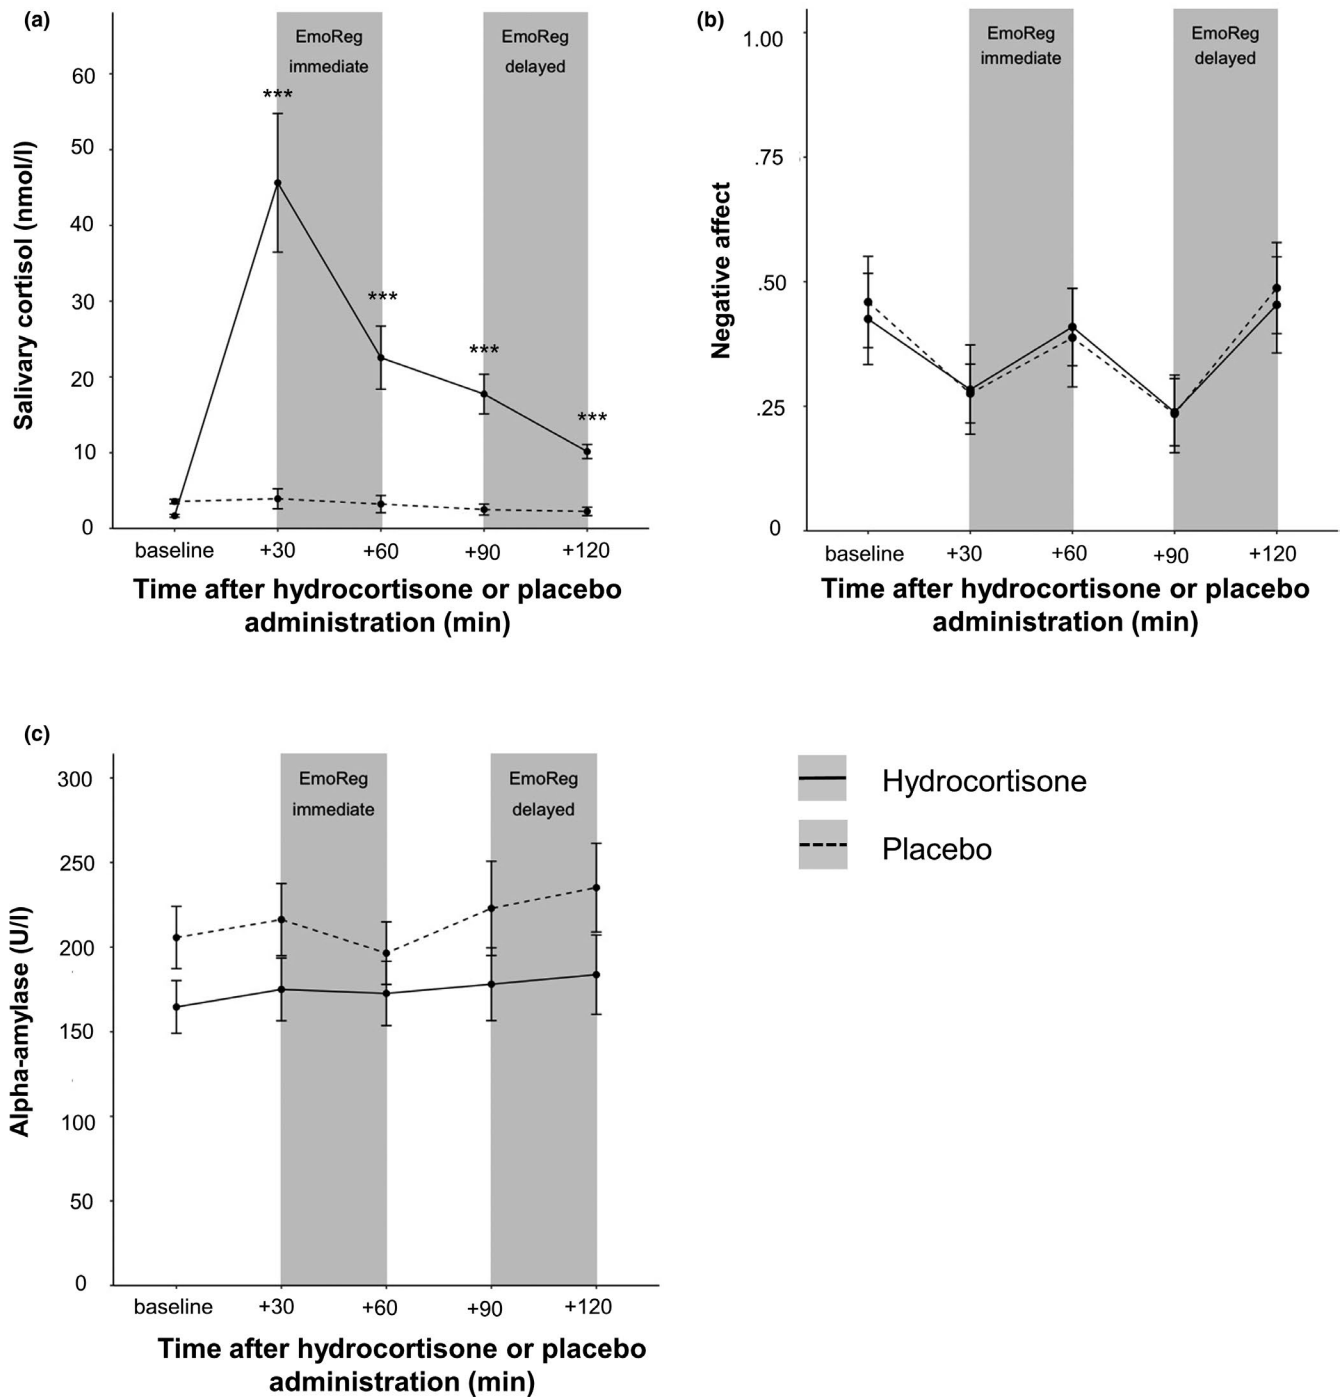 (a)
EmoReg
immediate
EmoReg
delayed
***
***
***
***
60
50
40
30
20
10
0
Salivary cortisol (nmol/l)
baseline +30 +60 +90 +120
Time after hydrocortisone or placebo
administration (min)
(b)
EmoReg
immediate
EmoReg
delayed
1.00
.75
.50
.25
0
Negative affect
baseline +30 +60 +90 +120
Time after hydrocortisone or placebo
administration (min)
(c)
EmoReg
immediate
EmoReg
delayed
300
250
200
150
100
50
0
Alpha-amylase (U/l)
baseline +30 +60 +90 +120
Time after hydrocortisone or placebo
administration (min)
Hydrocortisone
Placebo